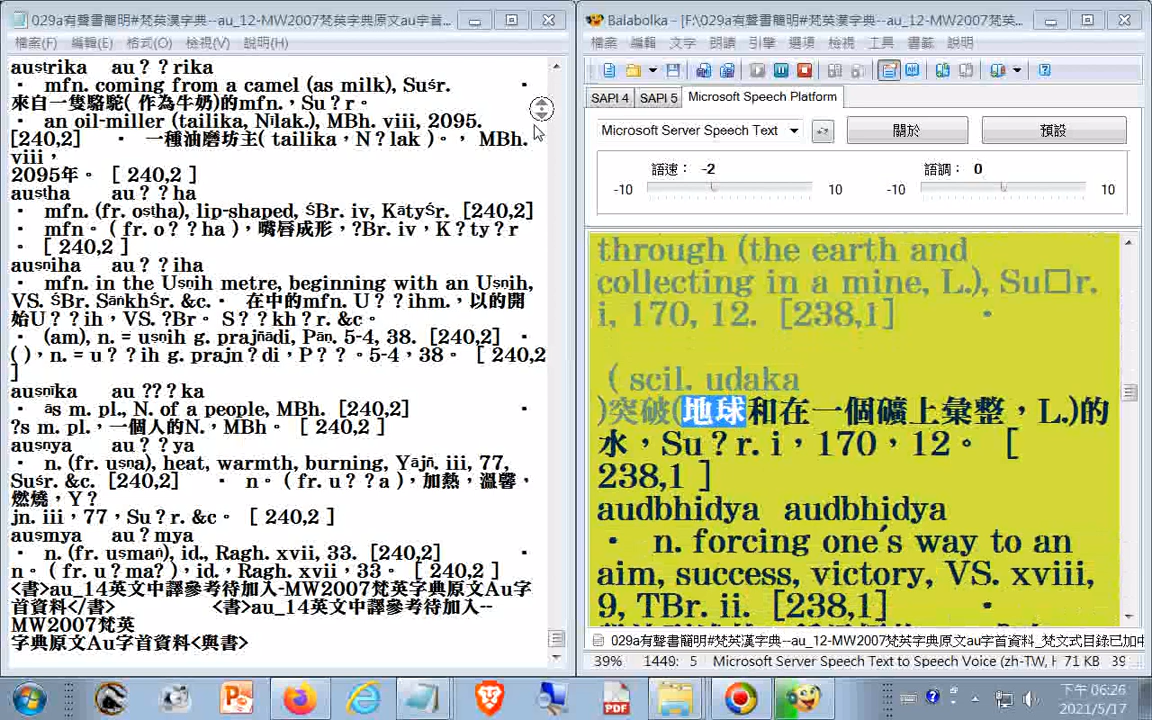 029a有聲書簡明#梵英漢字典--au_12-MW2007梵英字典原文au字首...
檔案(F) 編輯(E) 格式(O) 檢視(V) 說明(H)
auṣṭrika au??rika
• mfn. coming from a camel (as milk), Suśr.
來自一隻駱駝( 作為牛奶)的mfn.，Su?r。
• an oil-miller (tailika, Nīlak.), MBh. viii, 2095.
[240,2] • 一種油磨坊主( tailika，N?lak )。， MBh.
viii，
2095年。 [ 240,2 ]
auṣṭha au??ha
• mfn. (fr. oṣṭha), lip-shaped, ŚBr. iv, KātyŚr. [240,2]
• mfn。( fr. o??ha )，嘴唇成形，?Br. iv，K?ty?r
。 [ 240,2 ]
auṣṇiha au??iha
• mfn. in the Uṣṇih metre, beginning with an Uṣṇih,
VS. ŚBr. ŚāṅkhŚr. &c. • 在中的mfn. U??ihm.，以的開
始U??ih，VS. ?Br。 S??kh?r. &c。
• (am), n. = uṣṇih g. prajñādi, Pāṇ. 5-4, 38. [240,2] •
( )，n. = u??ih g. prajn?di，P??。5-4，38。 [ 240,2
]
auṣṇīka au???ka
• ās m. pl., N. of a people, MBh. [240,2] •
?s m. pl.，一個人的N.，MBh。 [ 240,2 ]
auṣṇya au??ya
• n. (fr. uṣṇa), heat, warmth, burning, Yājñ. iii, 77,
Suśr. &c. [240,2] • n。( fr. u??a )，加熱，溫馨，
燃燒，Y?
jn. iii，77，Su?r. &c。 [ 240,2 ]
auṣmya au?mya
• n. (fr. uṣman), id., Ragh. xvii, 33. [240,2] •
n。( fr. u?ma? )，id.，Ragh. xvii，33。 [ 240,2 ]
<書>au_14英文中譯參考待加入-MW2007梵英字典原文Au字
首資料</書> <書>au_14英文中譯參考待加入--
MW2007梵英
字典原文Au字首資料<與書>
Balabolka - [F:\029a有聲書簡明#梵英漢字典--au_12-MW2007梵英...
檔案 編輯 文字 朗讀 引擎 選項 檢視 工具 書籤 說明
SAPI 4 SAPI 5 Microsoft Speech Platform
Microsoft Server Speech Text 關於 預設
語速： -2 語調： 0
-10 10 -10 10
through (the earth and
collecting in a mine, L.), Su□r.
i, 170, 12. [238,1] •
( scil. udaka
)突破(地球和在一個礦上彙整，L.)的
水，Su?r. i，170，12。 [
238,1 ]
audbhidya audbhidya
• n. forcing one's way to an
aim, success, victory, VS. xviii,
9, TBr. ii. [238,1] •
029a有聲書簡明#梵英漢字典--au_12-MW2007梵英字典原文au字首資料_梵文式目錄已加中
39% 1449: 5 Microsoft Server Speech Text to Speech Voice (zh-TW, H 71 KB 39
下午 06:26
2021/5/17